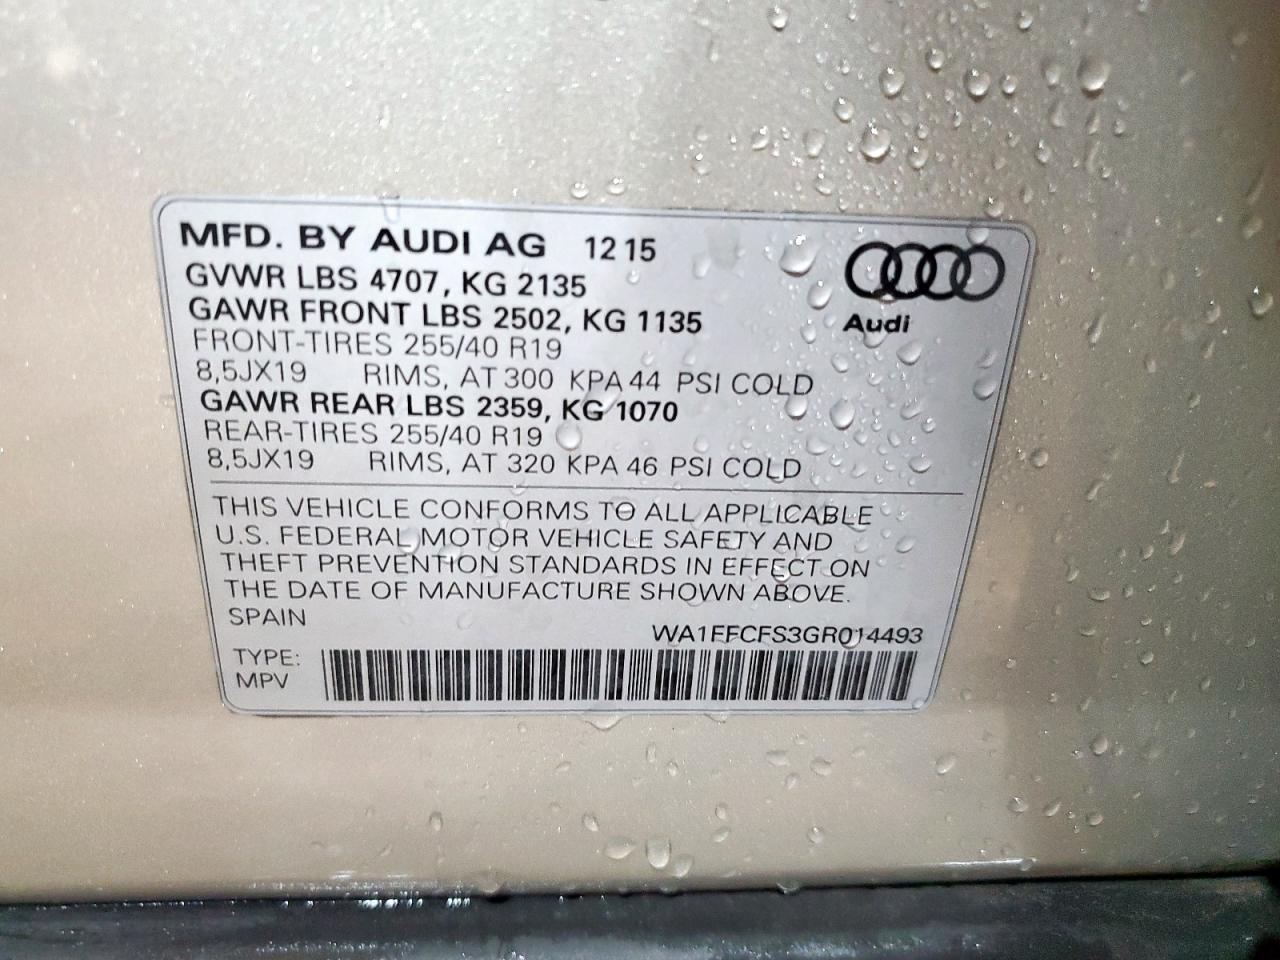 MFD. BY AUDI AG 12 15
GVWR LBS 4707, KG 2135
GAWR FRONT LBS 2502, KG 1135
Audi
FRONT-TIRES 255/40 R19
8,5JX19 RIMS, AT 300 KPA 44 PSI COLD
GAWR REAR LBS 2359, KG 1070
REAR-TIRES 255/40 R19
8,5JX19 RIMS, AT 320 KPA 46 PSI COLD
THIS VEHICLE CONFORMS TO ALL APPLICABLE
U.S. FEDERAL MOTOR VEHICLE SAFETY AND
THEFT PREVENTION STANDARDS IN EFFECT ON
THE DATE OF MANUFACTURE SHOWN ABOVE.
SPAIN
WA1FFCFS3GR014493
TYPE:
MPV